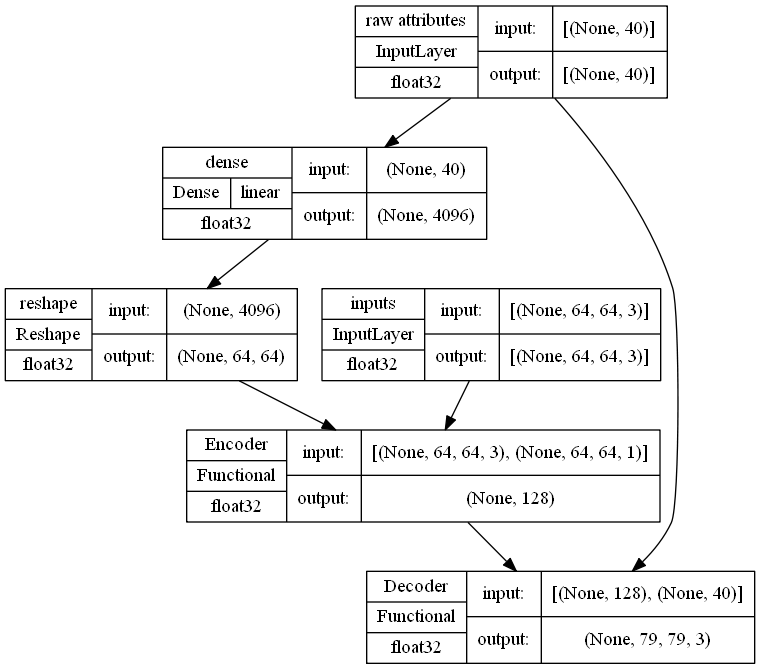 raw attributes
InputLayer
float32
input:
[(None, 40)]
output:
[(None, 40)]
dense
Dense linear
float32
input:
(None, 40)
output:
(None, 4096)
reshape
Reshape
float32
input:
(None, 4096)
output:
(None, 64, 64)
inputs
InputLayer
float32
input:
[(None, 64, 64, 3)]
output:
[(None, 64, 64, 3)]
Encoder
Functional
float32
input:
[(None, 64, 64, 3), (None, 64, 64, 1)]
output:
(None, 128)
Decoder
Functional
float32
input:
[(None, 128), (None, 40)]
output:
(None, 79, 79, 3)